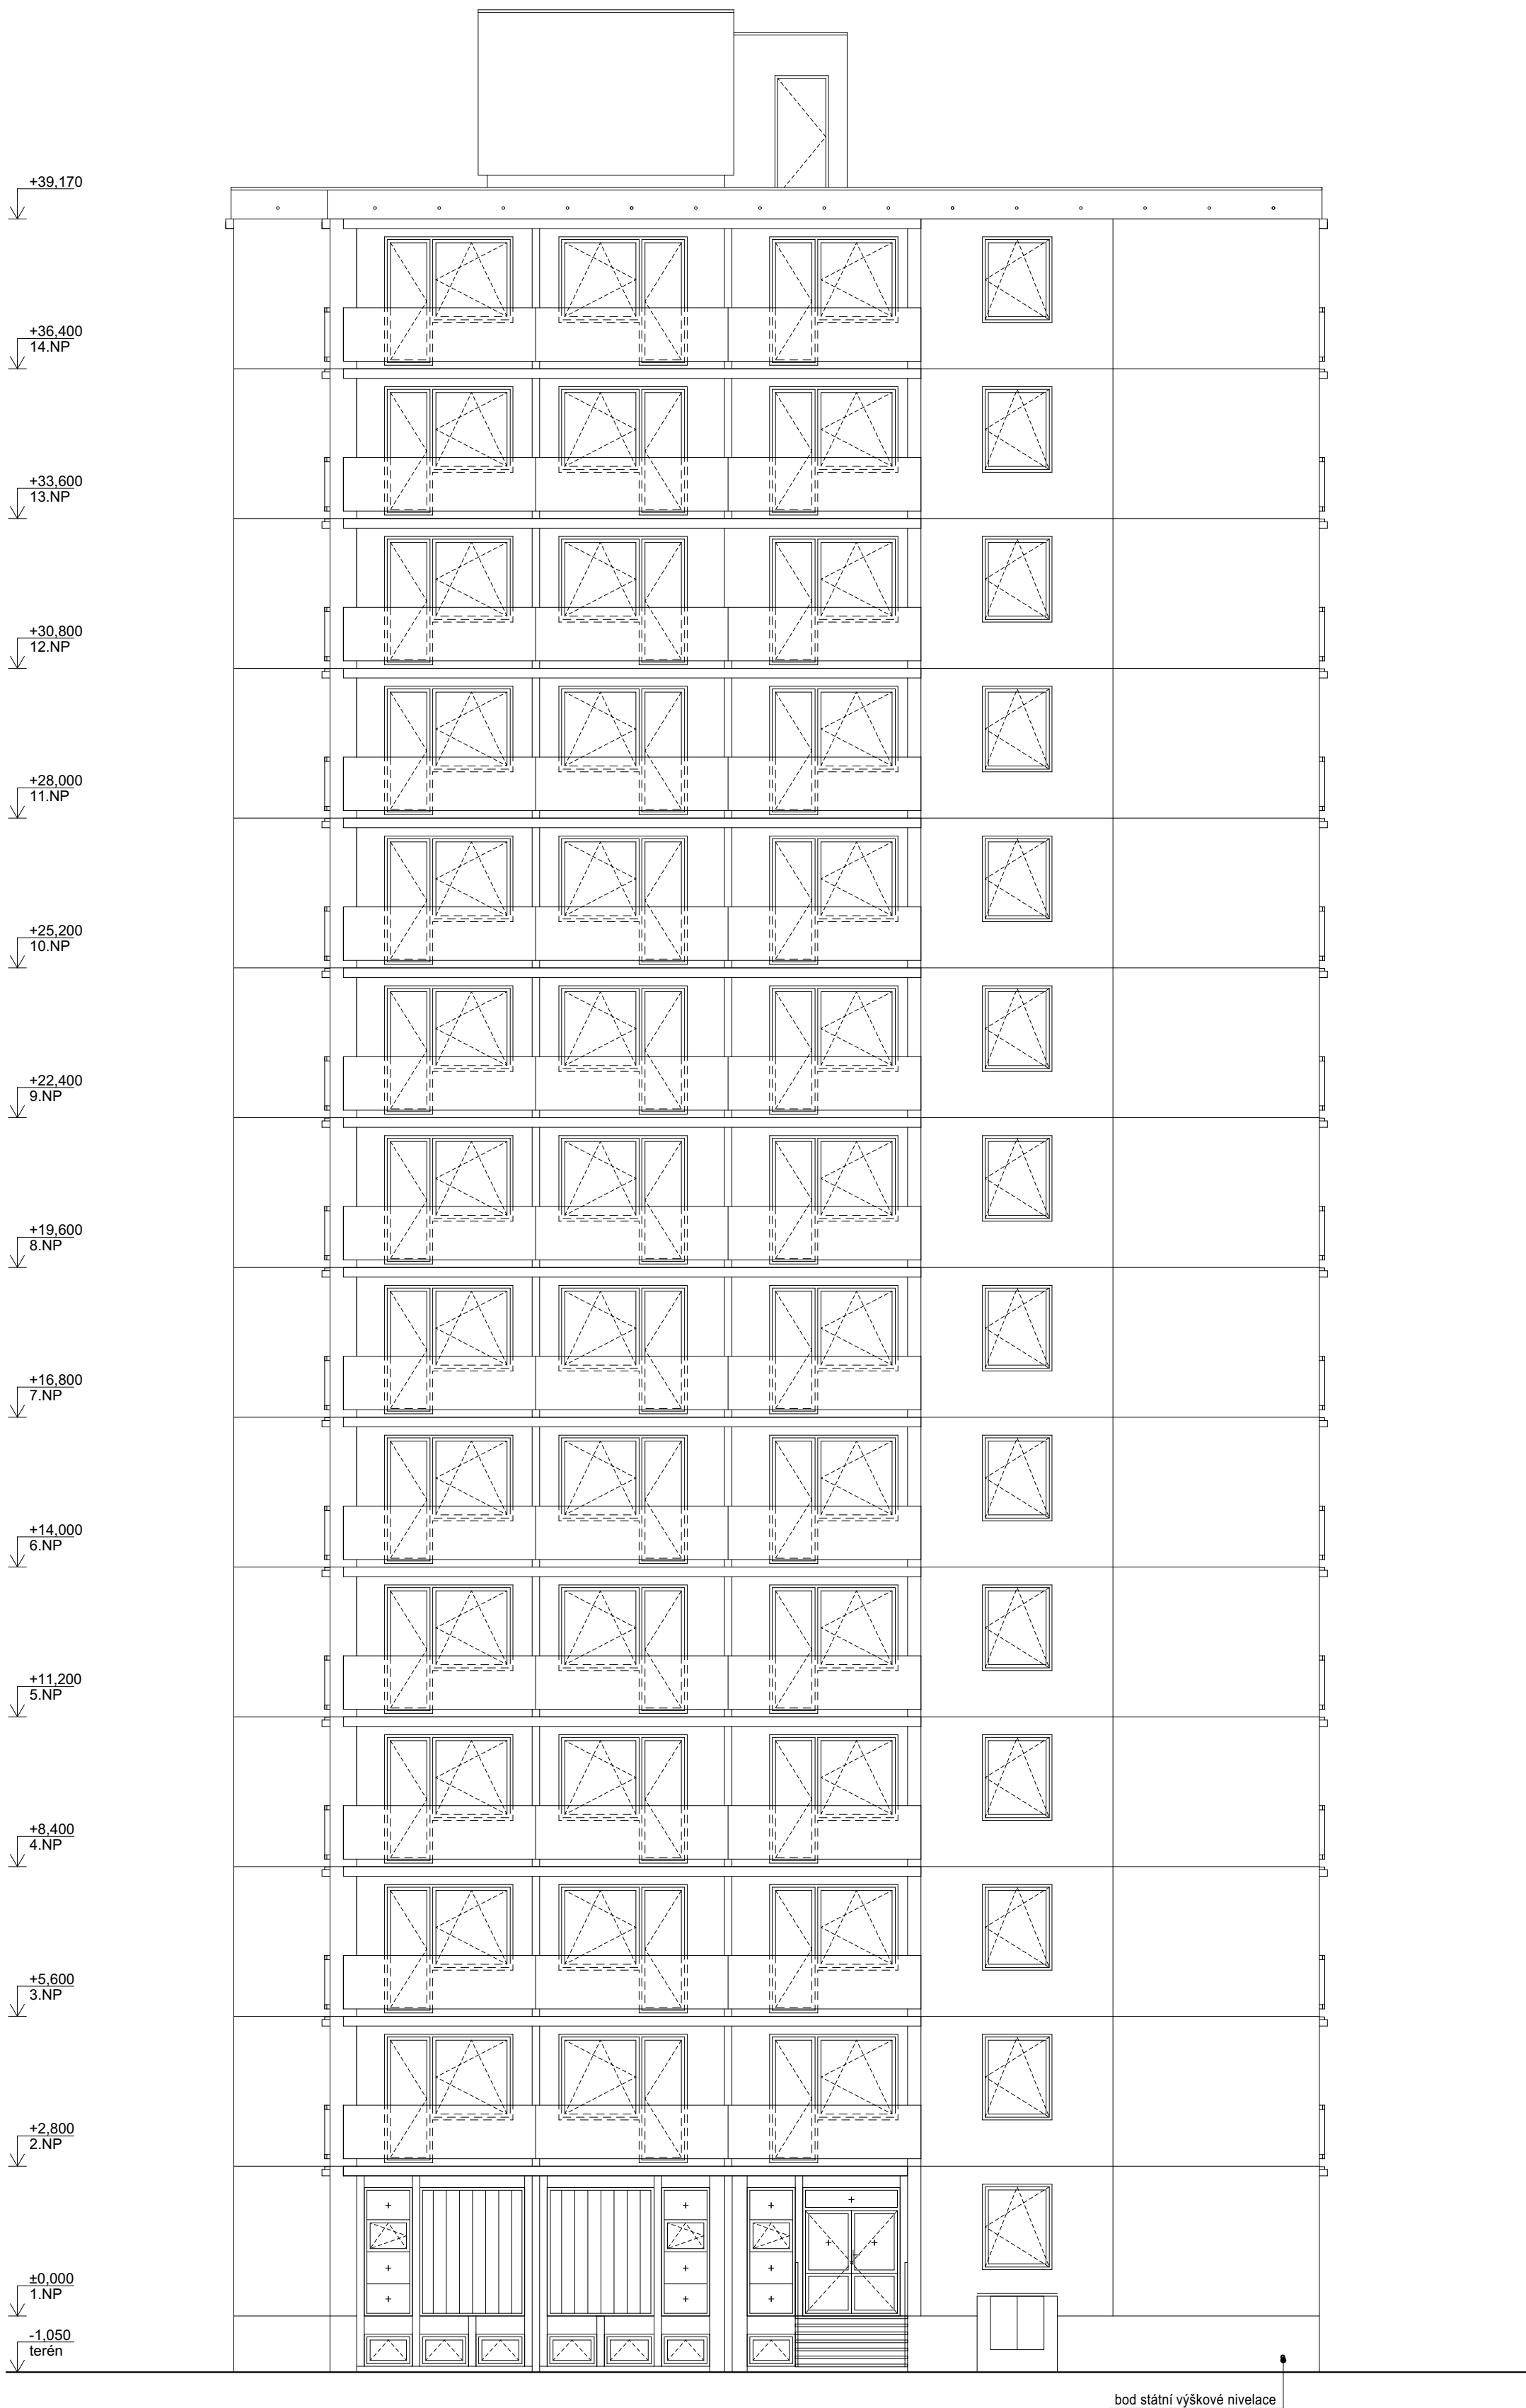 +39,170
+36,400
14.NP
+33,600
13.NP
+30,800
12.NP
+28,000
11.NP
+25,200
10.NP
+22,400
9.NP
+19,600
8.NP
+16,800
7.NP
+14,000
6.NP
+11,200
5.NP
+8,400
4.NP
+5,600
3.NP
+2,800
2.NP
±0,000
1.NP
-1,050
terén
bod státní výškové nivelace